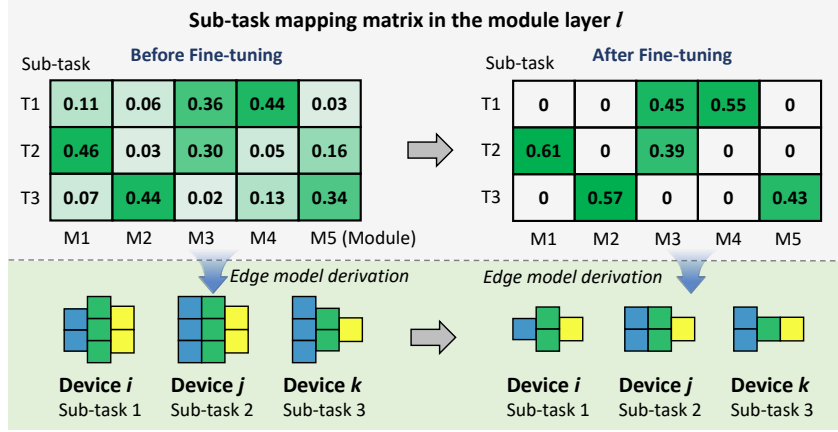 Sub-task mapping matrix in the module layer l
Before Fine-tuning
After Fine-tuning
Sub-task
T1 0.11 0.06 0.36 0.44 0.03
T2 0.46 0.03 0.30 0.05 0.16
T3 0.07 0.44 0.02 0.13 0.34
M1 M2 M3 M4 M5 (Module)
Sub-task
T1 0 0 0.45 0.55 0
T2 0.61 0 0.39 0 0
T3 0 0.57 0 0 0.43
M1 M2 M3 M4 M5
Edge model derivation
Edge model derivation
Device i Device j Device k
Sub-task 1 Sub-task 2 Sub-task 3
Device i Device j Device k
Sub-task 1 Sub-task 2 Sub-task 3